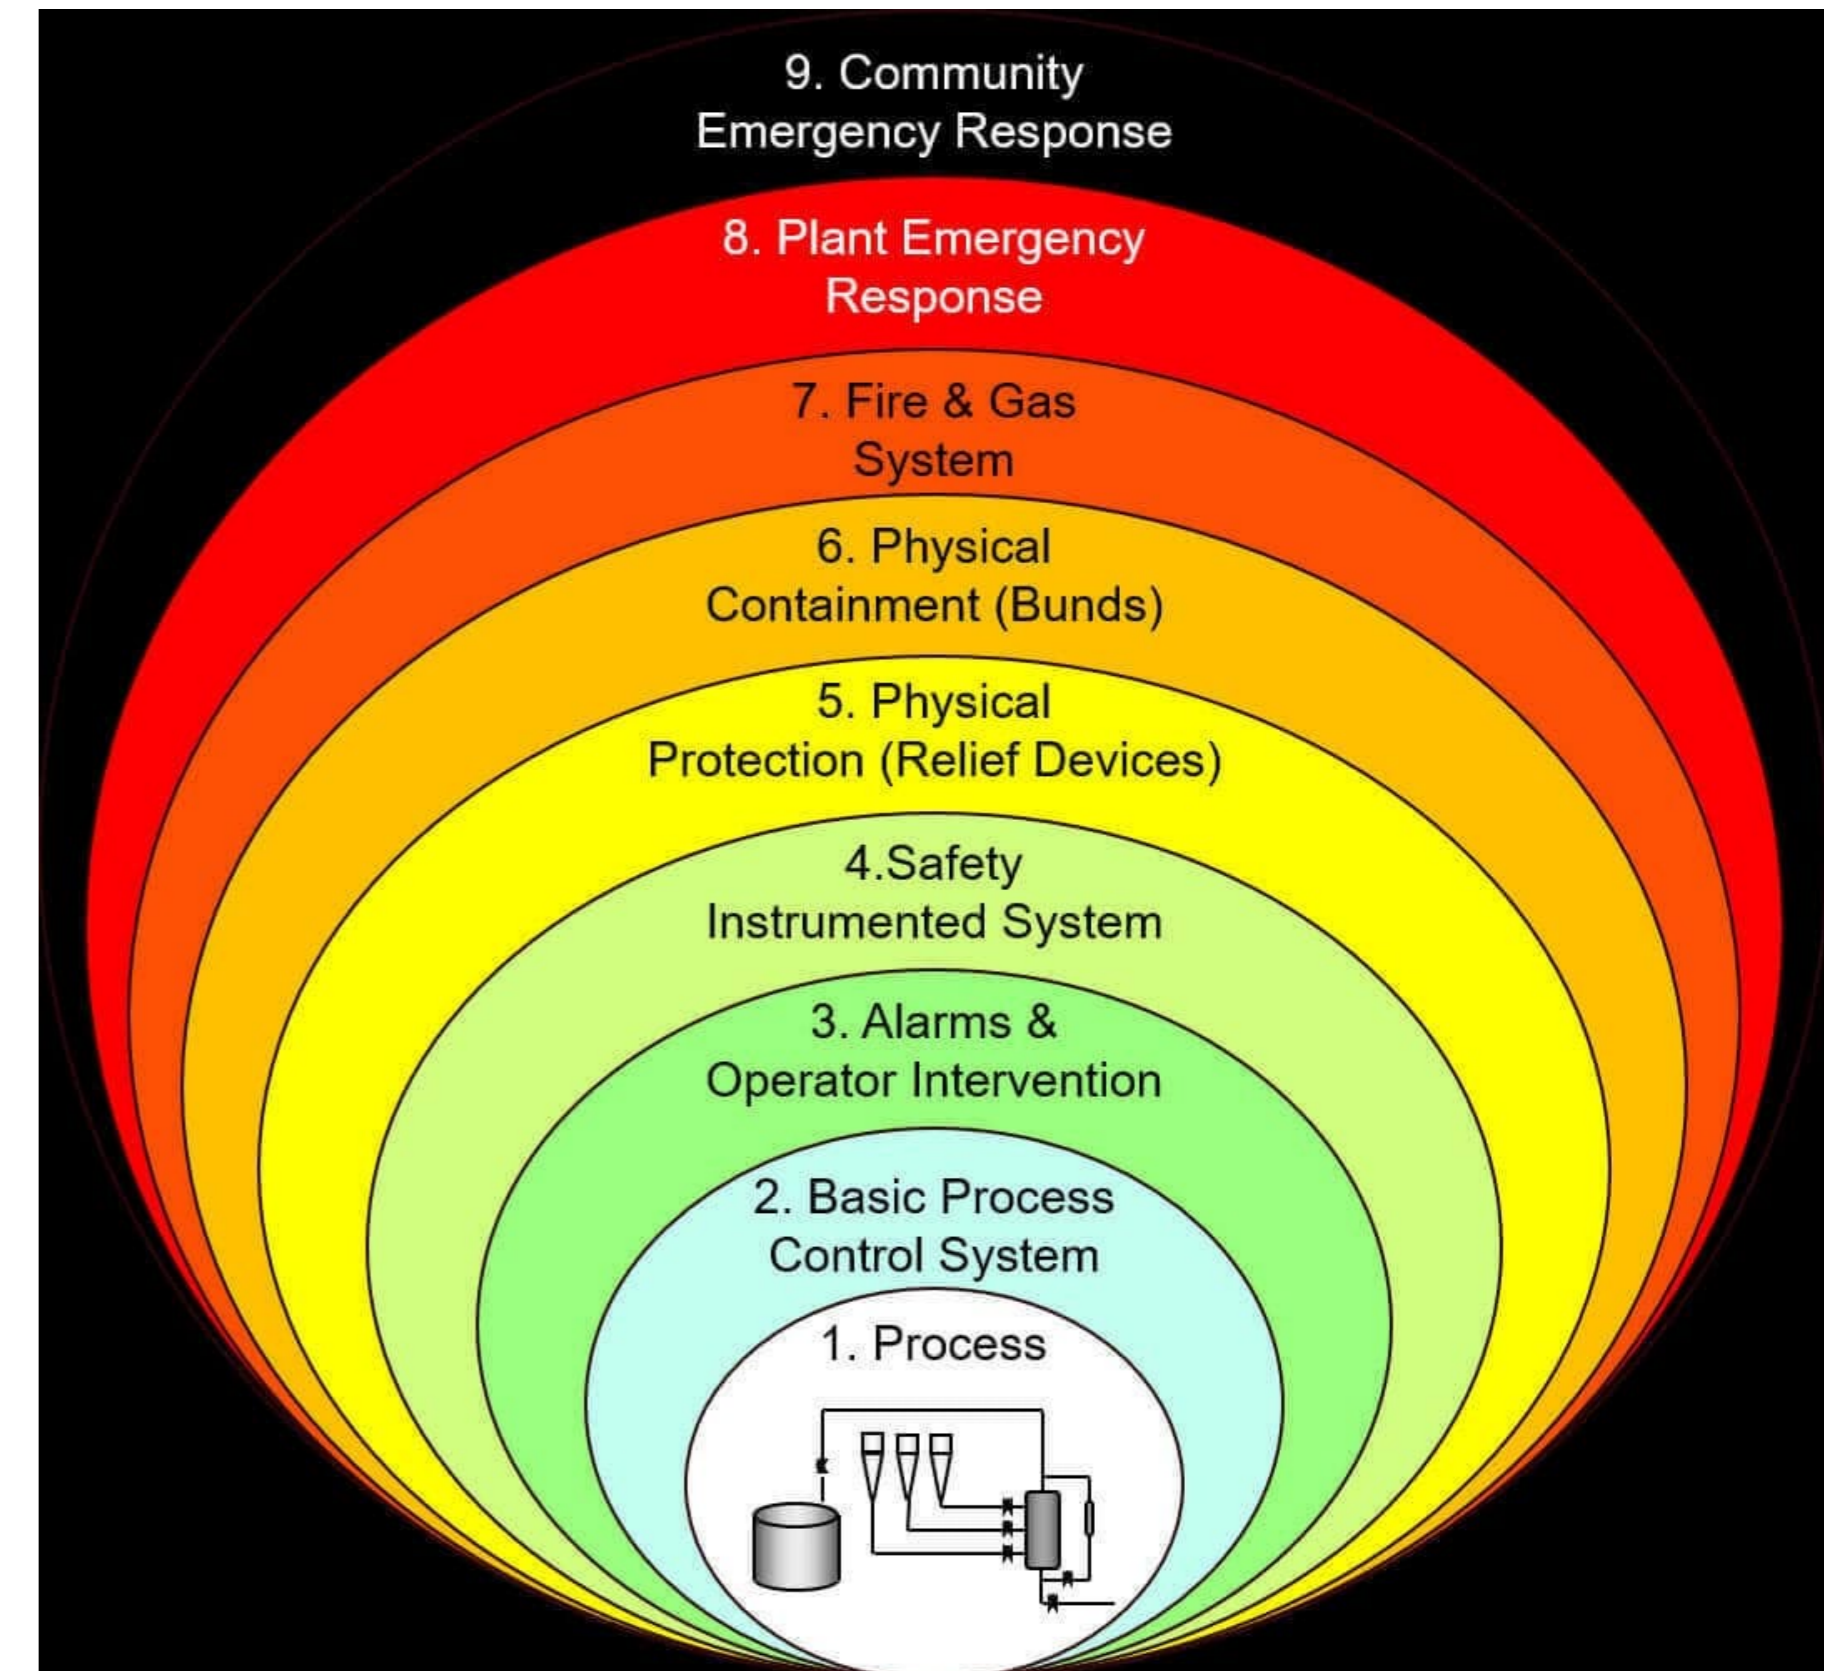 9. Community
Emergency Response
8. Plant Emergency
Response
7. Fire & Gas
System
6. Physical
Containment (Bunds)
5. Physical
Protection (Relief Devices)
4.Safety
Instrumented System
3. Alarms &
Operator Intervention
2. Basic Process
Control System
1. Process